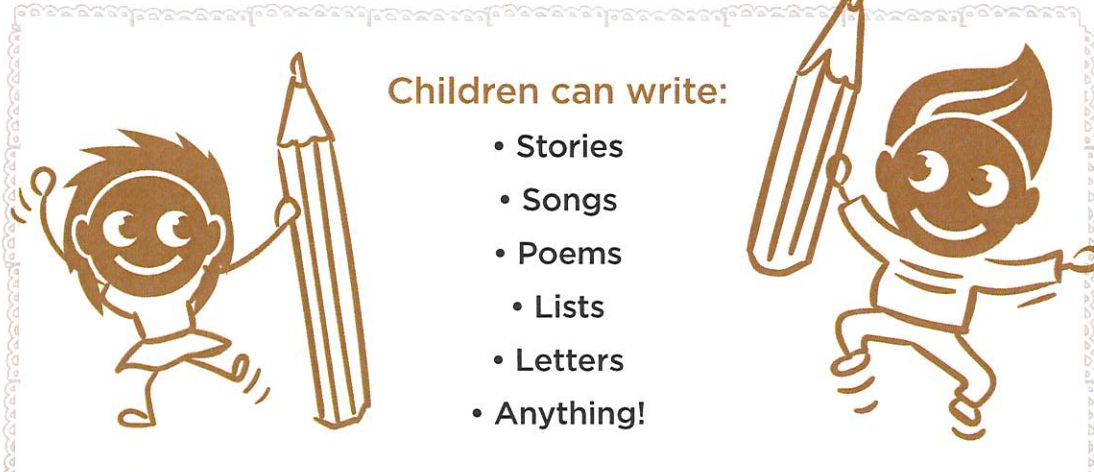 Children can write:
• Stories
• Songs
• Poems
• Lists
• Letters
• Anything!